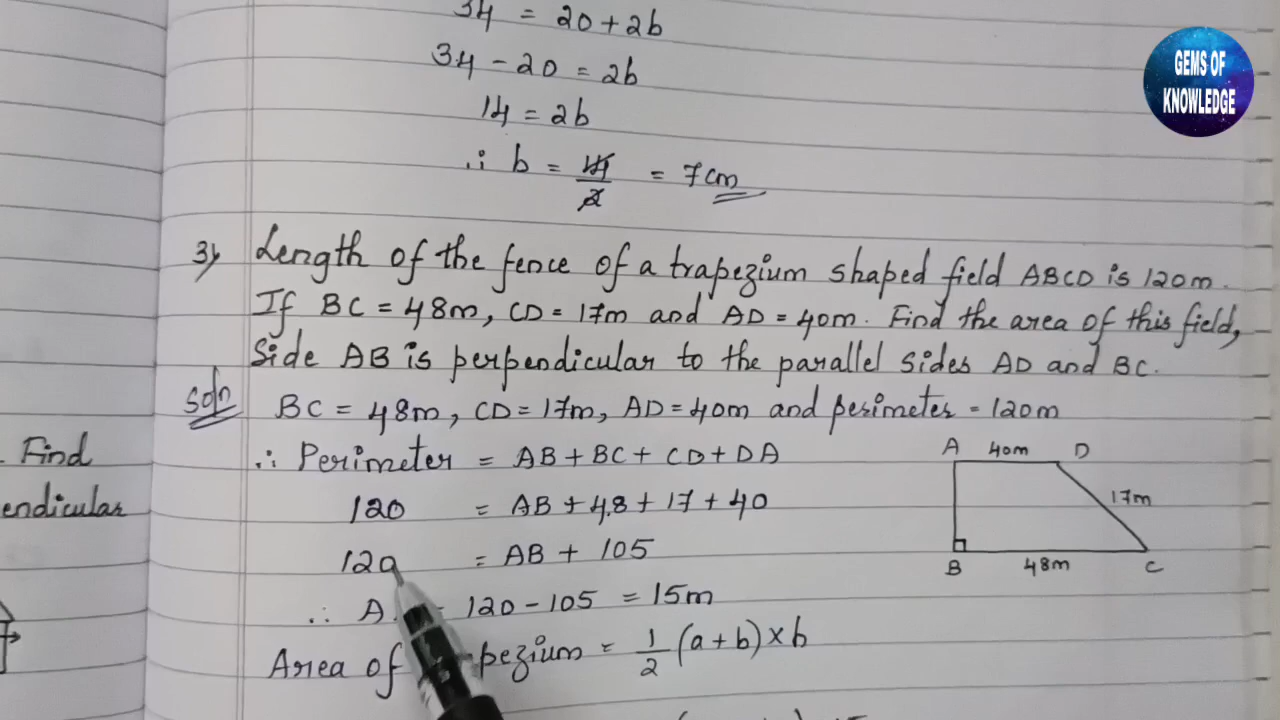 34 = 20 + 2b
34 - 20 = 2b
14 = 2b
∴ b = 14/2 = 7cm
GEMS OF
KNOWLEDGE
3) Length of the fence of a trapezium shaped field ABCD is 120m.
If BC = 48m, CD = 17m and AD = 40m. Find the area of this field,
Side AB is perpendicular to the parallel sides AD and BC.
Soln BC = 48m, CD = 17m, AD = 40m and perimeter = 120m
∴ Perimeter = AB + BC + CD + DA
120 = AB + 48 + 17 + 40
120 = AB + 105
∴ A = 120 - 105 = 15m
Area of pezium = 1/2 (a + b) × b
A 40m D
17m
B 48m C
. Find
endicular